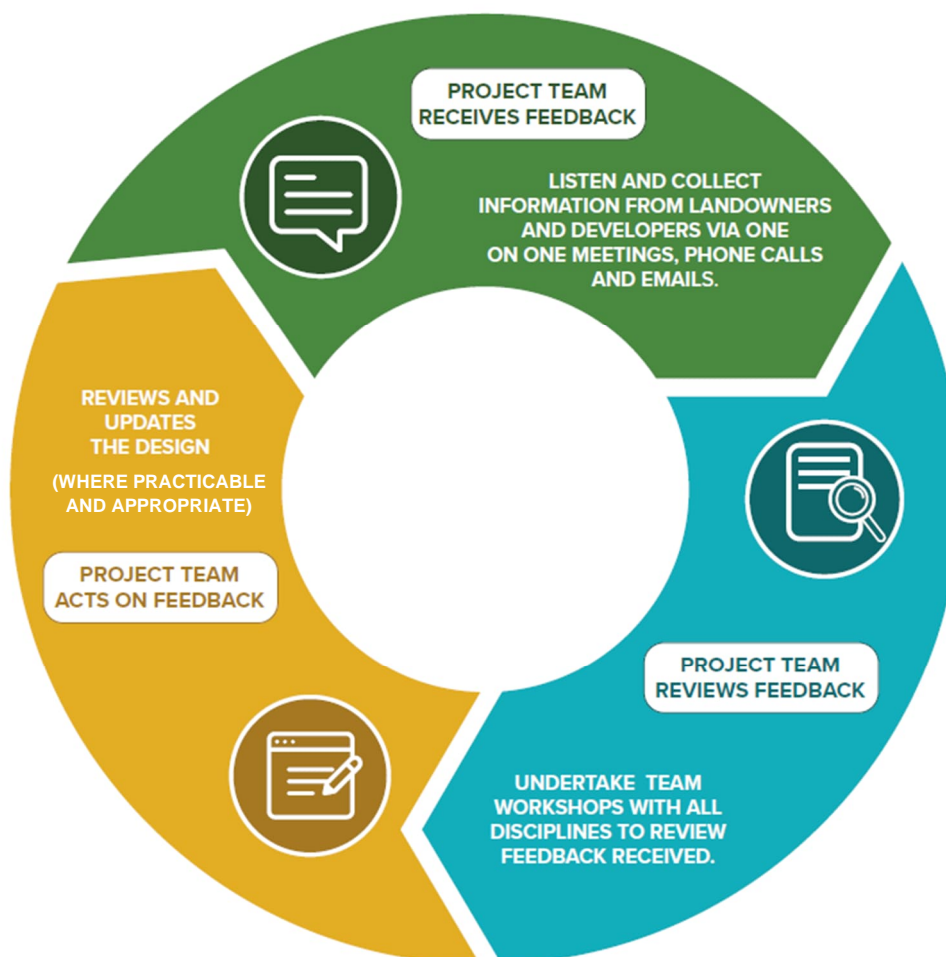 PROJECT TEAM
RECEIVES FEEDBACK
LISTEN AND COLLECT
INFORMATION FROM LANDOWNERS
AND DEVELOPERS VIA ONE
ON ONE MEETINGS, PHONE CALLS
AND EMAILS.
PROJECT TEAM
REVIEWS FEEDBACK
UNDERTAKE TEAM
WORKSHOPS WITH ALL
DISCIPLINES TO REVIEW
FEEDBACK RECEIVED.
REVIEWS AND
UPDATES
THE DESIGN
(WHERE PRACTICABLE
AND APPROPRIATE)
PROJECT TEAM
ACTS ON FEEDBACK